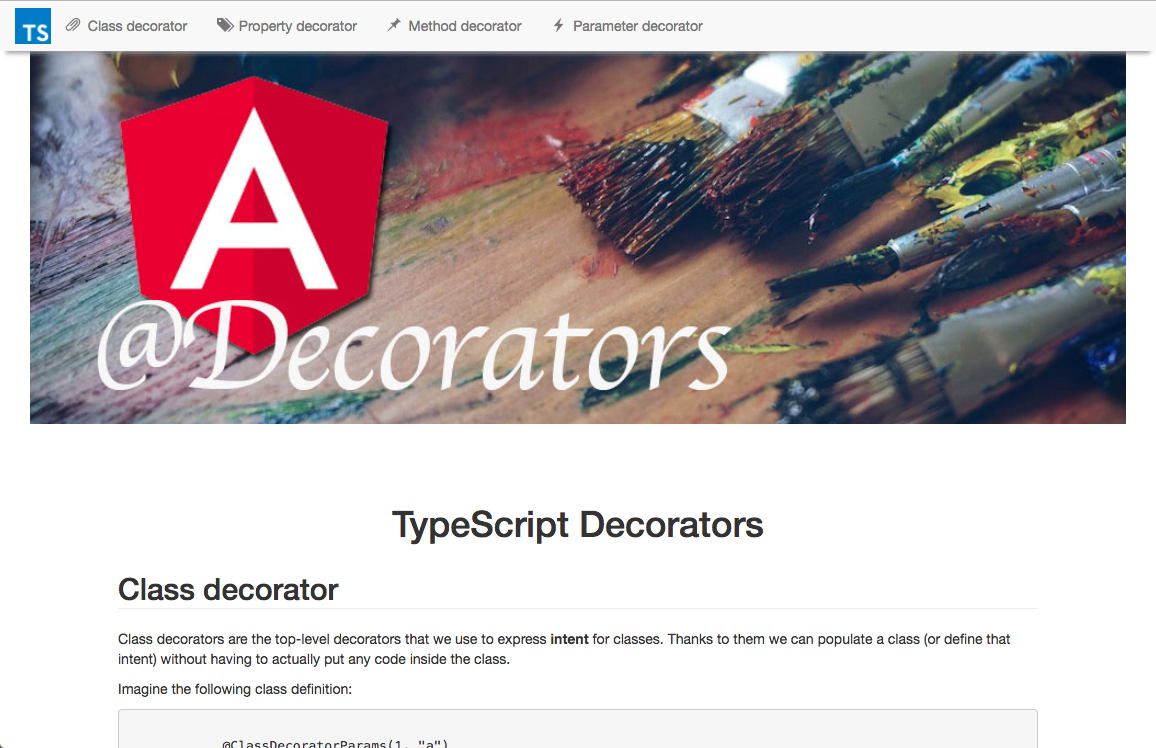 TS Class decorator Property decorator Method decorator Parameter decorator
A
@Decorators
TypeScript Decorators
Class decorator
Class decorators are the top-level decorators that we use to express intent for classes. Thanks to them we can populate a class (or define that
intent) without having to actually put any code inside the class.
Imagine the following class definition:
@ClassDecoratorParams(1, "a")